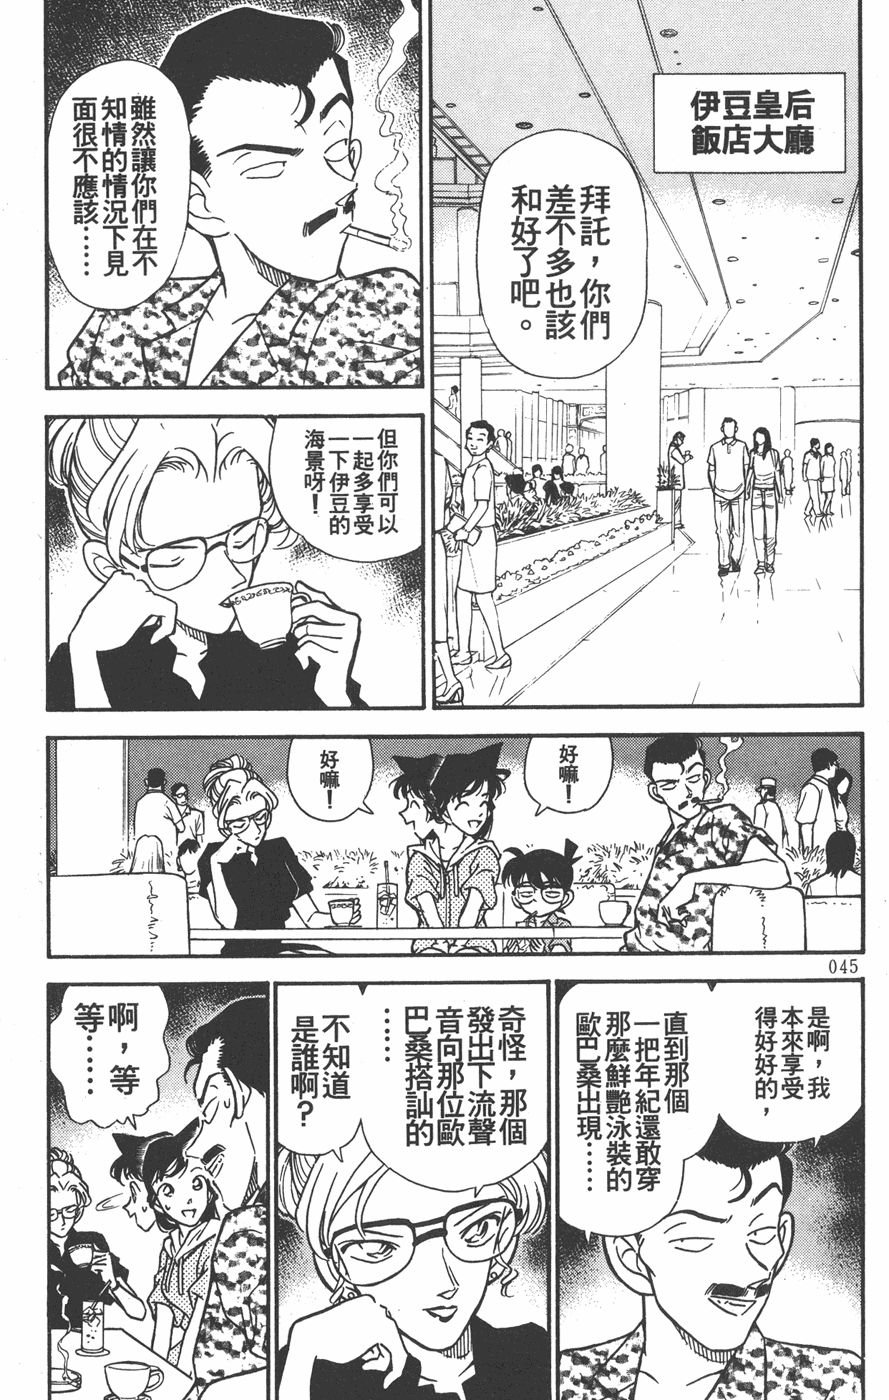 伊豆皇后
飯店大廳
拜託，你們
差不多也該
和好了吧。
雖然讓你們在不
知情的情況下見
面很不應該……
但你們可以
一起多享受
一下伊豆的
海景呀！
好嘛！
好嘛！
045
是啊，我
本來享受
得好好的，
直到那個
一把年紀還敢穿
那麼鮮艷泳裝的
歐巴桑出現……
奇怪，那個
發出下流聲
音向那位歐
巴桑搭訕的
……
不知道
是誰啊？
啊，等
等……